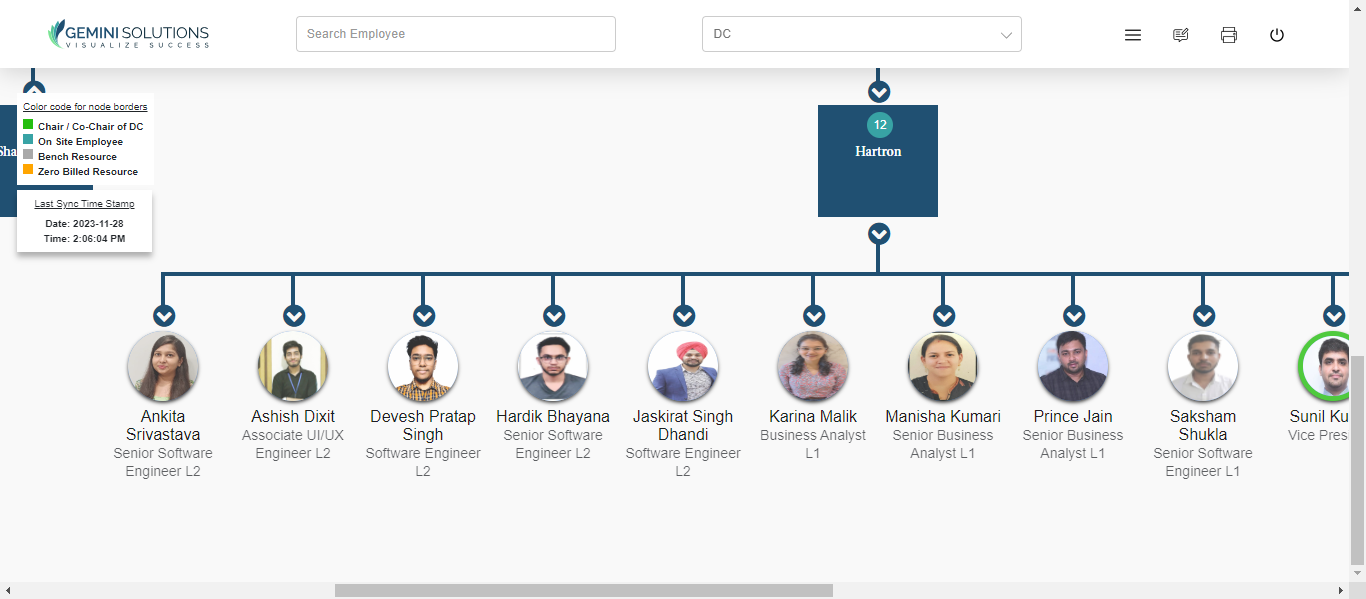 GEMINI SOLUTIONS
VISUALIZE SUCCESS
Search Employee
DC
Color code for node borders
Chair / Co-Chair of DC
On Site Employee
Bench Resource
Zero Billed Resource
Sha
Last Sync Time Stamp
Date: 2023-11-28
Time: 2:06:04 PM
12
Hartron
Ankita
Srivastava
Senior Software
Engineer L2
Ashish Dixit
Associate UI/UX
Engineer L2
Devesh Pratap
Singh
Software Engineer
L2
Hardik Bhayana
Senior Software
Engineer L2
Jaskirat Singh
Dhandi
Software Engineer
L2
Karina Malik
Business Analyst
L1
Manisha Kumari
Senior Business
Analyst L1
Prince Jain
Senior Business
Analyst L1
Saksham
Shukla
Senior Software
Engineer L1
Sunil Ku
Vice Pres